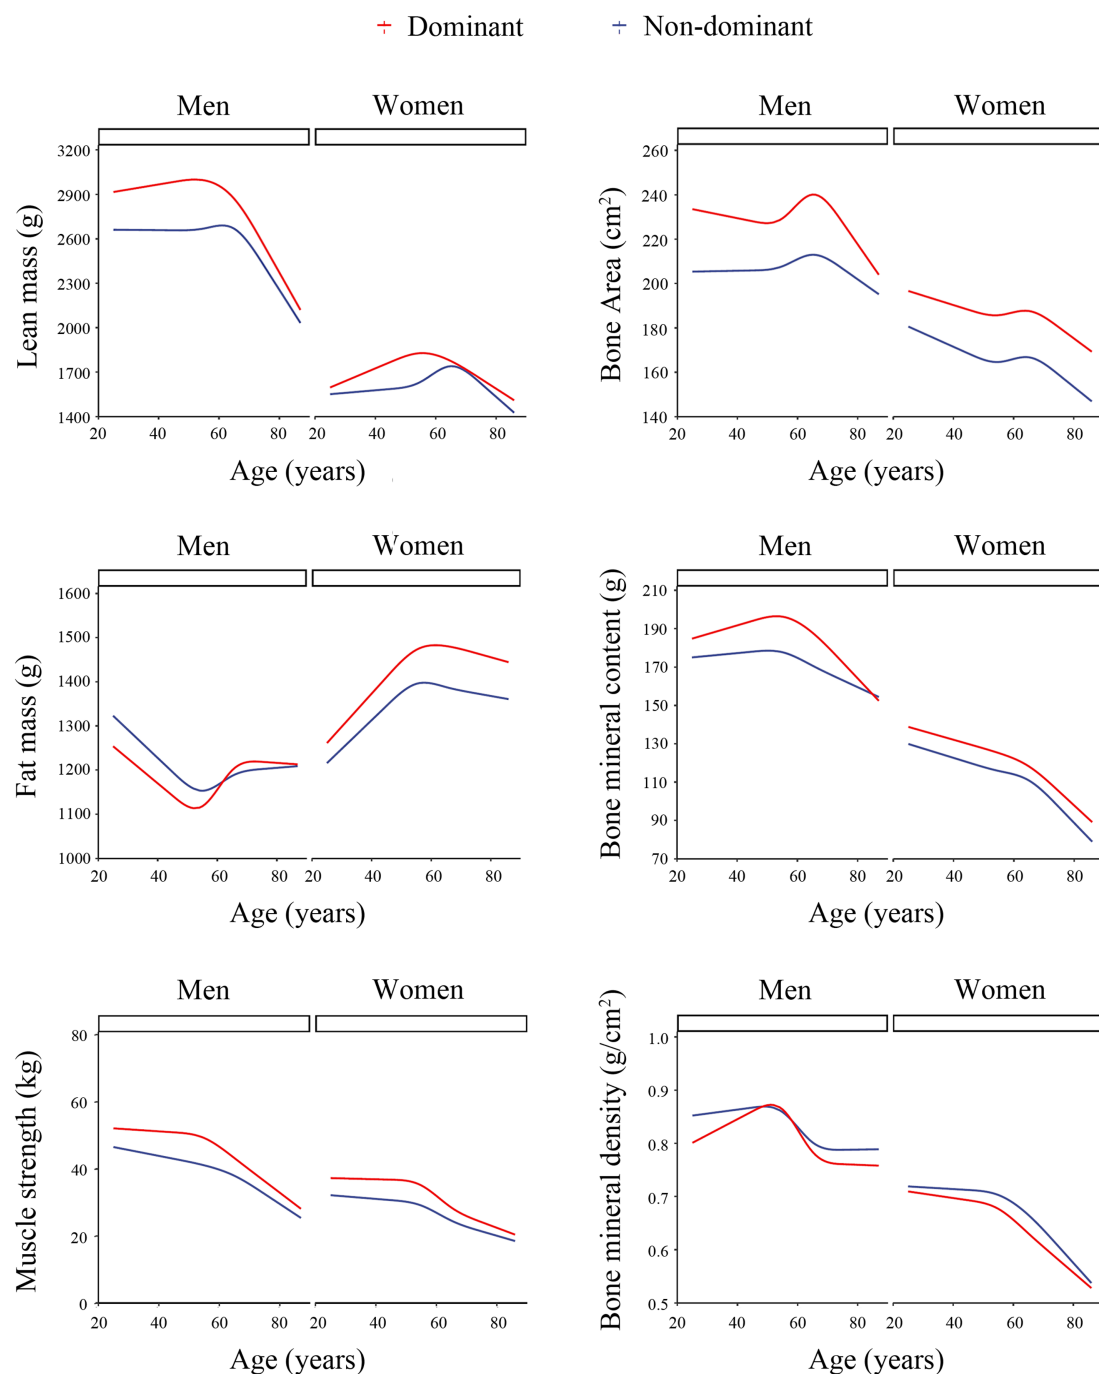 Dominant Non-dominant
Men Women
Lean mass (g)
3200
2900
2600
2300
2000
1700
1400
20 40 60 80 20 40 60 80
Age (years)
Men Women
Bone Area (cm²)
260
240
220
200
180
160
140
20 40 60 80 20 40 60 80
Age (years)
Men Women
Fat mass (g)
1600
1500
1400
1300
1200
1100
1000
20 40 60 80 20 40 60 80
Age (years)
Men Women
Bone mineral content (g)
210
190
170
150
130
110
90
70
20 40 60 80 20 40 60 80
Age (years)
Men Women
Muscle strength (kg)
80
60
40
20
0
20 40 60 80 20 40 60 80
Age (years)
Men Women
Bone mineral density (g/cm²)
1.0
0.9
0.8
0.7
0.6
0.5
20 40 60 80 20 40 60 80
Age (years)